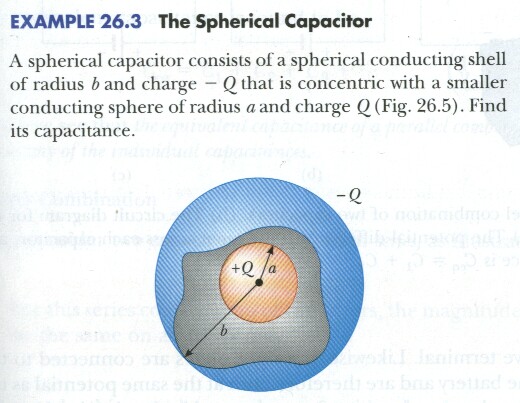 EXAMPLE 26.3 The Spherical Capacitor
A spherical capacitor consists of a spherical conducting shell
of radius b and charge − Q that is concentric with a smaller
conducting sphere of radius a and charge Q (Fig. 26.5). Find
its capacitance.
−Q
+Q a
b